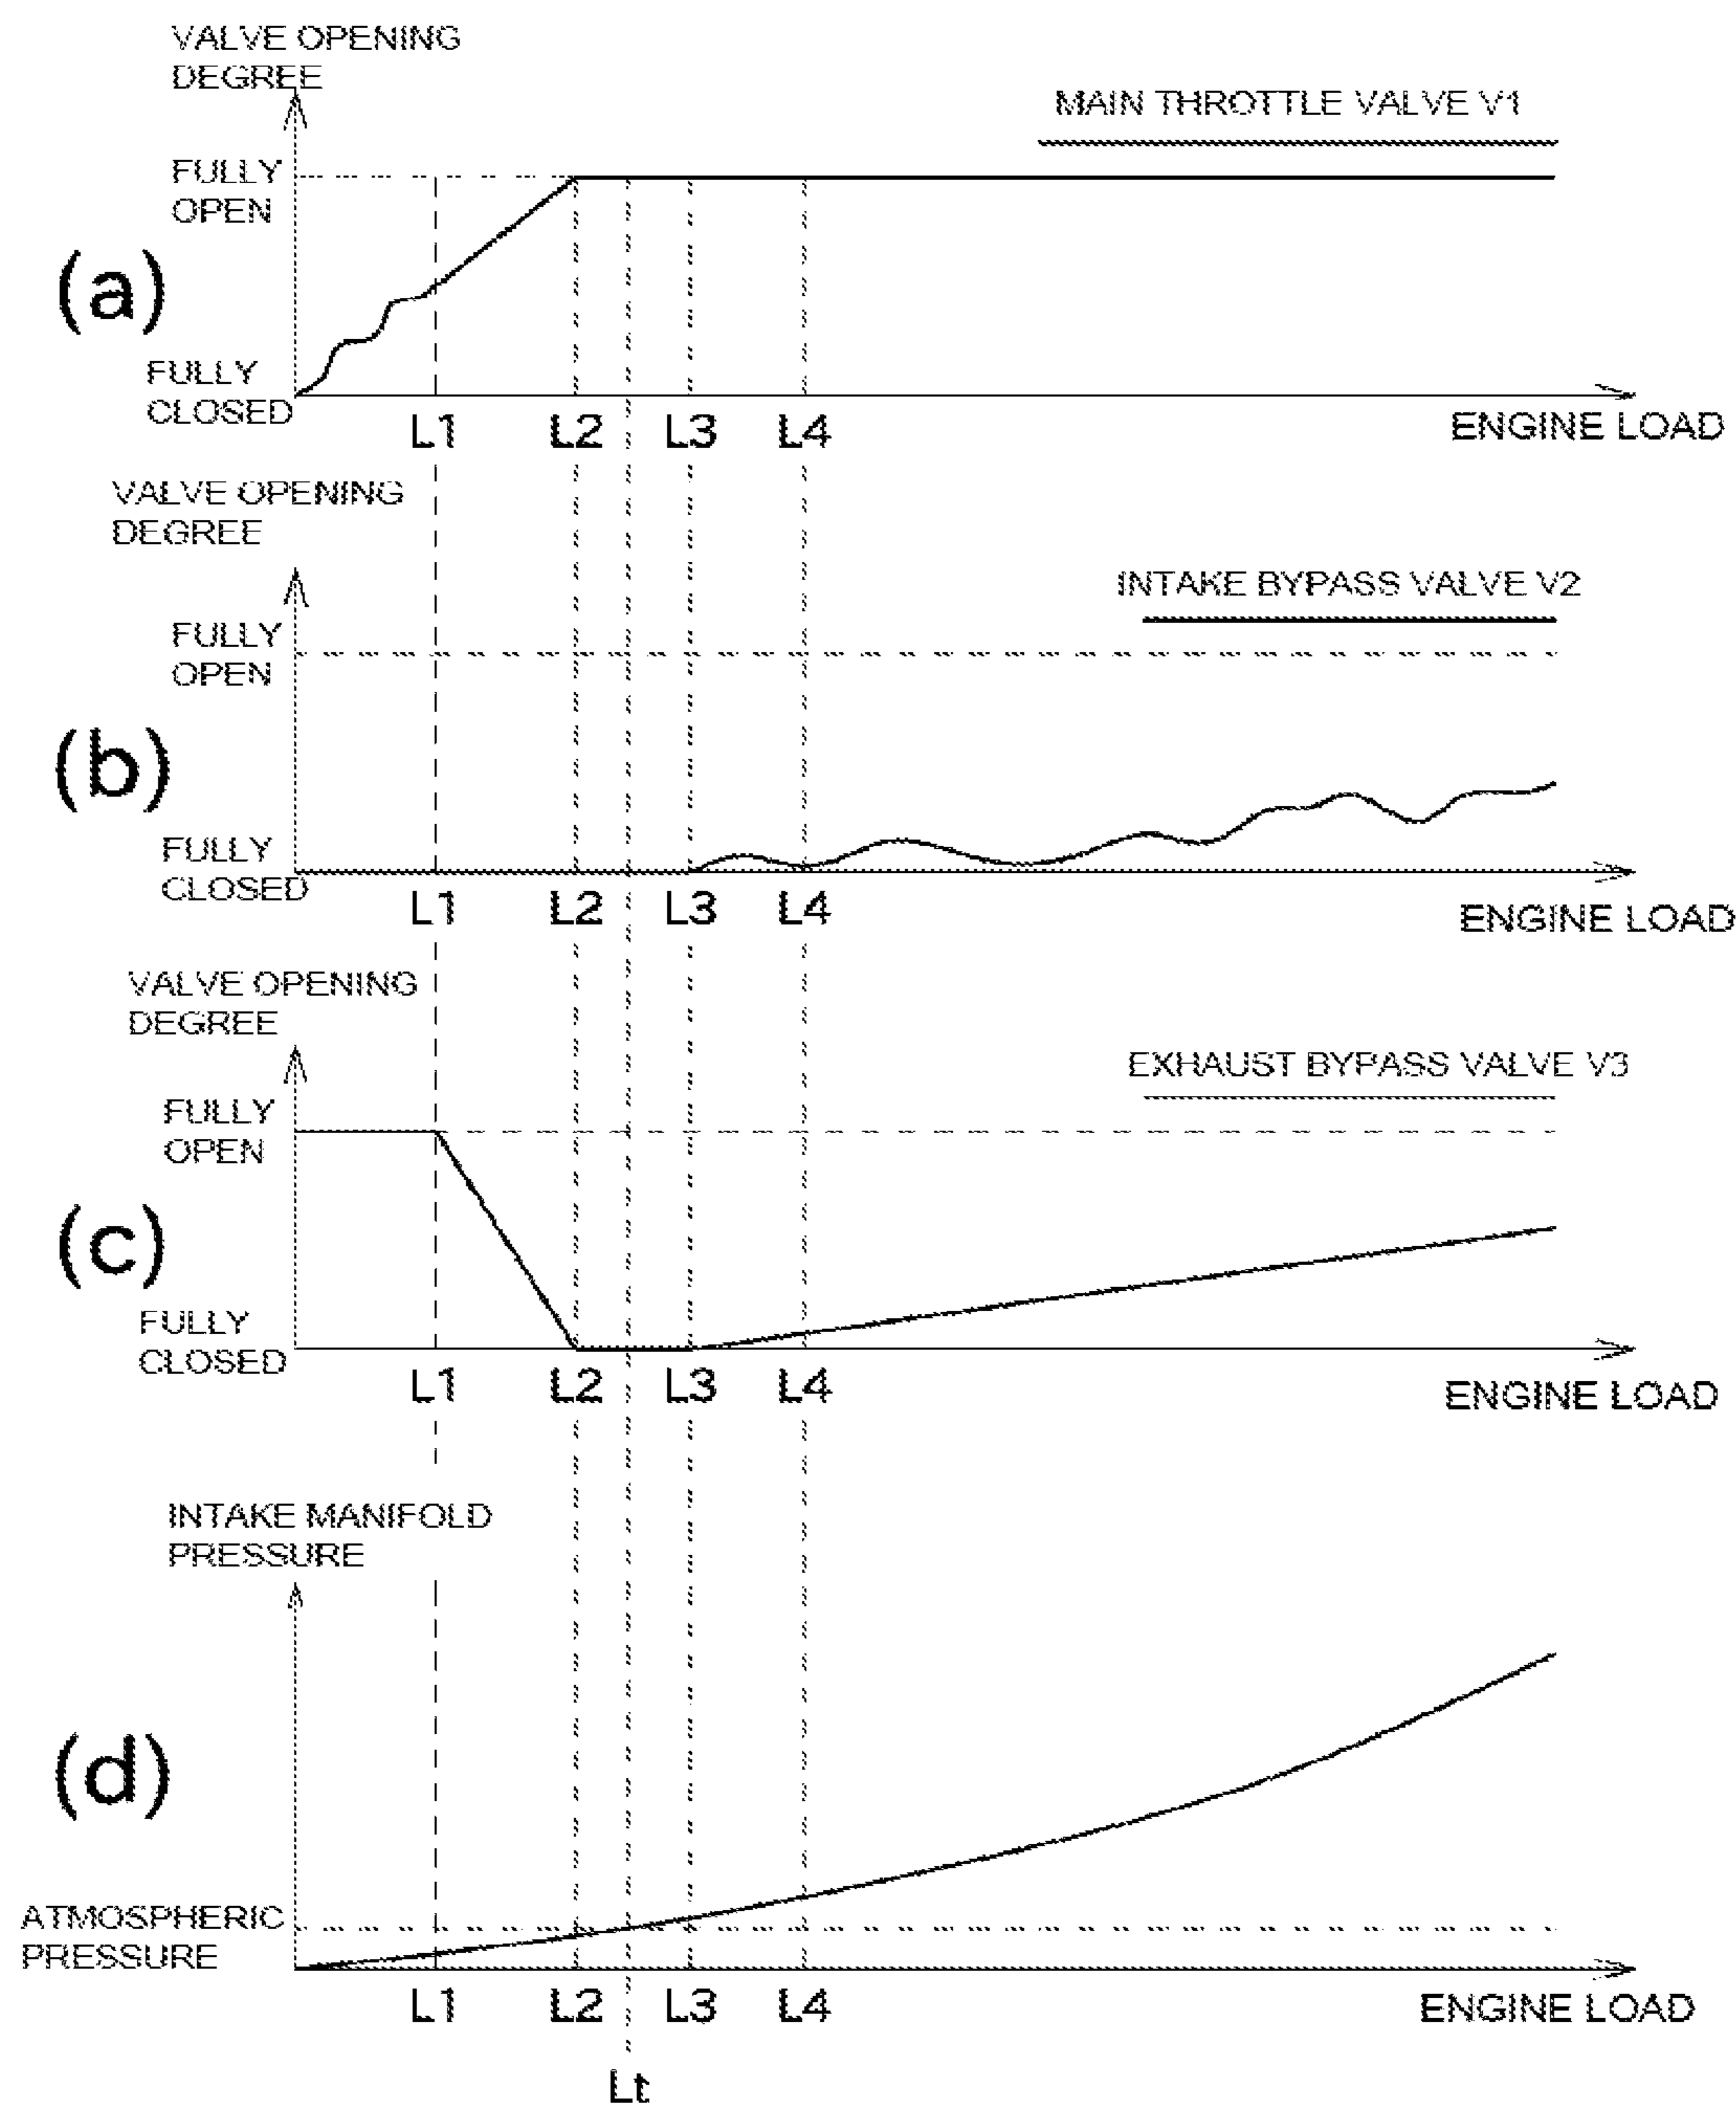 VALVE OPENING
DEGREE
MAIN THROTTLE VALVE V1
FULLY
OPEN
(a)
FULLY
CLOSED
L1 L2 L3 L4
ENGINE LOAD
VALVE OPENING
DEGREE
INTAKE BYPASS VALVE V2
FULLY
OPEN
(b)
FULLY
CLOSED
L1 L2 L3 L4
ENGINE LOAD
VALVE OPENING
DEGREE
EXHAUST BYPASS VALVE V3
FULLY
OPEN
(c)
FULLY
CLOSED
L1 L2 L3 L4
ENGINE LOAD
INTAKE MANIFOLD
PRESSURE
(d)
ATMOSPHERIC
PRESSURE
L1 L2 L3 L4
ENGINE LOAD
Lt